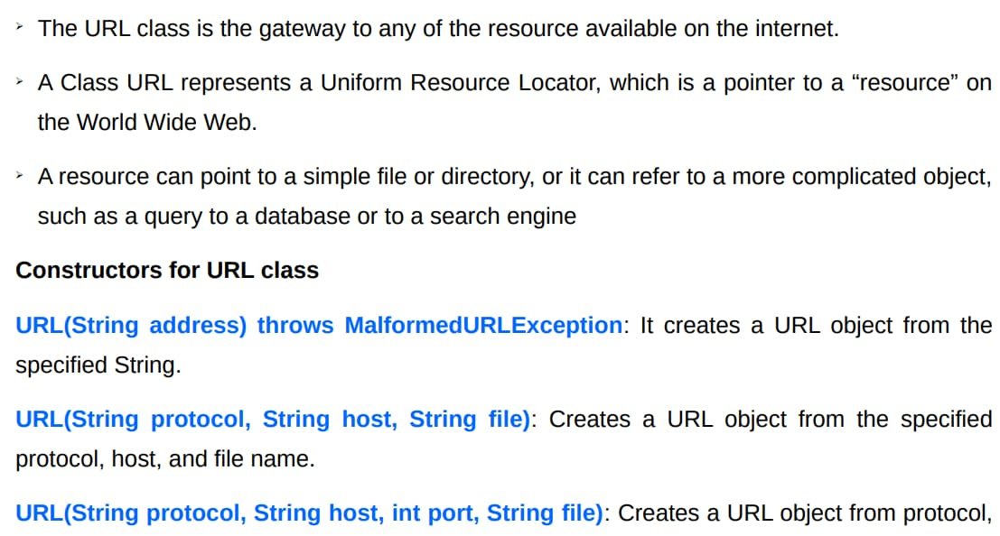 ➢ The URL class is the gateway to any of the resource available on the internet.
➢ A Class URL represents a Uniform Resource Locator, which is a pointer to a “resource” on
the World Wide Web.
➢ A resource can point to a simple file or directory, or it can refer to a more complicated object,
such as a query to a database or to a search engine
Constructors for URL class
URL(String address) throws MalformedURLException: It creates a URL object from the
specified String.
URL(String protocol, String host, String file): Creates a URL object from the specified
protocol, host, and file name.
URL(String protocol, String host, int port, String file): Creates a URL object from protocol,